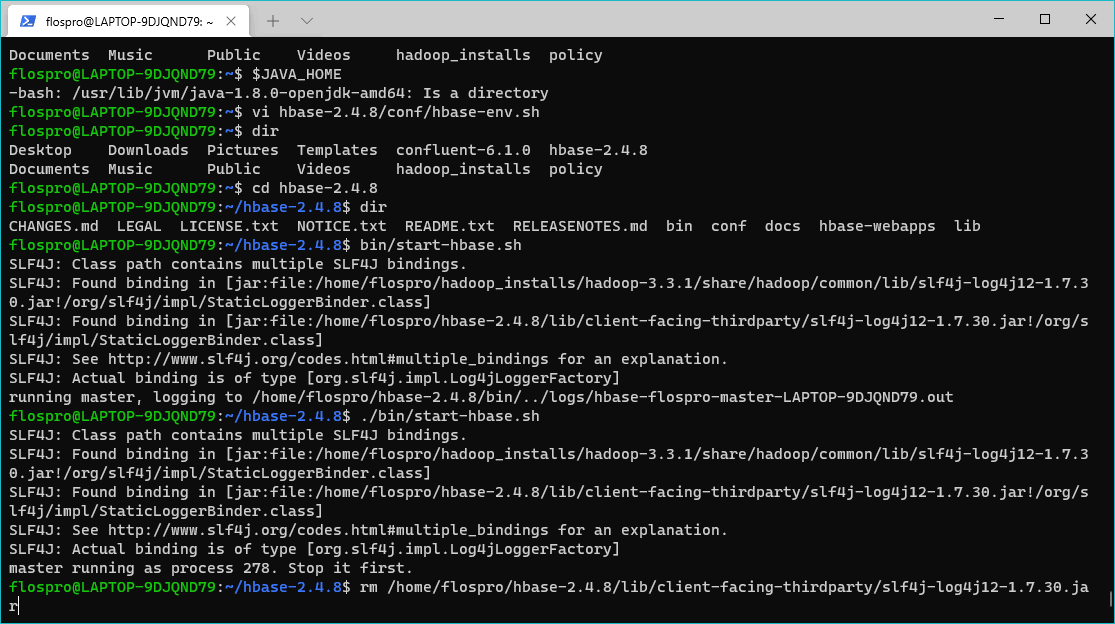 flospro@LAPTOP-9DJQND79: ~
Documents  Music      Public    Videos     hadoop_installs  policy
flospro@LAPTOP-9DJQND79:~$ $JAVA_HOME
-bash: /usr/lib/jvm/java-1.8.0-openjdk-amd64: Is a directory
flospro@LAPTOP-9DJQND79:~$ vi hbase-2.4.8/conf/hbase-env.sh
flospro@LAPTOP-9DJQND79:~$ dir
Desktop    Downloads  Pictures  Templates  confluent-6.1.0  hbase-2.4.8
Documents  Music      Public    Videos     hadoop_installs  policy
flospro@LAPTOP-9DJQND79:~$ cd hbase-2.4.8
flospro@LAPTOP-9DJQND79:~/hbase-2.4.8$ dir
CHANGES.md  LEGAL  LICENSE.txt  NOTICE.txt  README.txt  RELEASENOTES.md  bin  conf  docs  hbase-webapps  lib
flospro@LAPTOP-9DJQND79:~/hbase-2.4.8$ bin/start-hbase.sh
SLF4J: Class path contains multiple SLF4J bindings.
SLF4J: Found binding in [jar:file:/home/flospro/hadoop_installs/hadoop-3.3.1/share/hadoop/common/lib/slf4j-log4j12-1.7.3
0.jar!/org/slf4j/impl/StaticLoggerBinder.class]
SLF4J: Found binding in [jar:file:/home/flospro/hbase-2.4.8/lib/client-facing-thirdparty/slf4j-log4j12-1.7.30.jar!/org/s
lf4j/impl/StaticLoggerBinder.class]
SLF4J: See http://www.slf4j.org/codes.html#multiple_bindings for an explanation.
SLF4J: Actual binding is of type [org.slf4j.impl.Log4jLoggerFactory]
running master, logging to /home/flospro/hbase-2.4.8/bin/../logs/hbase-flospro-master-LAPTOP-9DJQND79.out
flospro@LAPTOP-9DJQND79:~/hbase-2.4.8$ ./bin/start-hbase.sh
SLF4J: Class path contains multiple SLF4J bindings.
SLF4J: Found binding in [jar:file:/home/flospro/hadoop_installs/hadoop-3.3.1/share/hadoop/common/lib/slf4j-log4j12-1.7.3
0.jar!/org/slf4j/impl/StaticLoggerBinder.class]
SLF4J: Found binding in [jar:file:/home/flospro/hbase-2.4.8/lib/client-facing-thirdparty/slf4j-log4j12-1.7.30.jar!/org/s
lf4j/impl/StaticLoggerBinder.class]
SLF4J: See http://www.slf4j.org/codes.html#multiple_bindings for an explanation.
SLF4J: Actual binding is of type [org.slf4j.impl.Log4jLoggerFactory]
master running as process 278. Stop it first.
flospro@LAPTOP-9DJQND79:~/hbase-2.4.8$ rm /home/flospro/hbase-2.4.8/lib/client-facing-thirdparty/slf4j-log4j12-1.7.30.ja
r